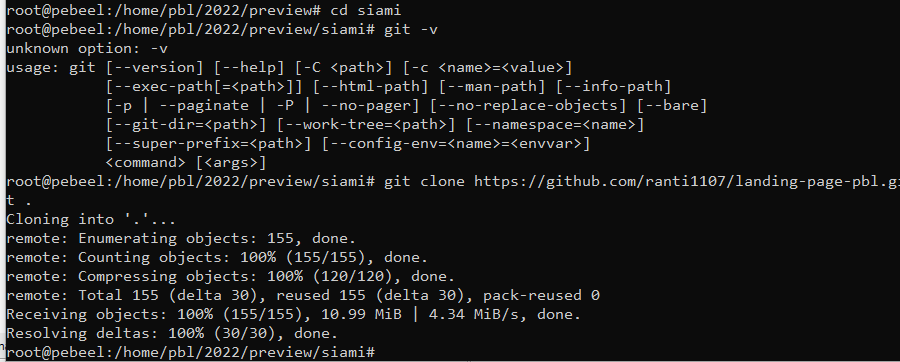 root@pebeel:/home/pbl/2022/preview# cd siami
root@pebeel:/home/pbl/2022/preview/siami# git -v
unknown option: -v
usage: git [--version] [--help] [-C <path>] [-c <name>=<value>]
           [--exec-path[=<path>]] [--html-path] [--man-path] [--info-path]
           [-p | --paginate | -P | --no-pager] [--no-replace-objects] [--bare]
           [--git-dir=<path>] [--work-tree=<path>] [--namespace=<name>]
           [--super-prefix=<path>] [--config-env=<name>=<envvar>]
           <command> [<args>]
root@pebeel:/home/pbl/2022/preview/siami# git clone https://github.com/ranti1107/landing-page-pbl.gi
t .
Cloning into '.'...
remote: Enumerating objects: 155, done.
remote: Counting objects: 100% (155/155), done.
remote: Compressing objects: 100% (120/120), done.
remote: Total 155 (delta 30), reused 155 (delta 30), pack-reused 0
Receiving objects: 100% (155/155), 10.99 MiB | 4.34 MiB/s, done.
Resolving deltas: 100% (30/30), done.
root@pebeel:/home/pbl/2022/preview/siami#